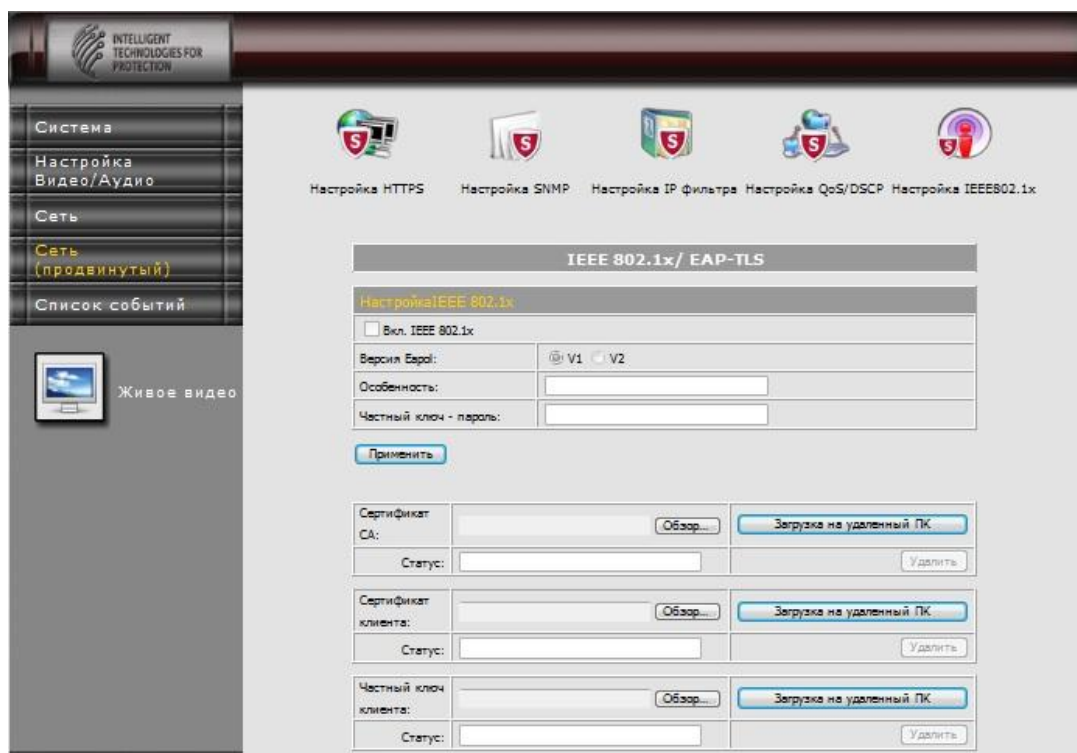 INTELLIGENT
TECHNOLOGIES FOR
PROTECTION
Система
Настройка
Видео/Аудио
Сеть
Сеть
(продвинутый)
Список событий
Живое видео
Настройка HTTPS
Настройка SNMP
Настройка IP фильтра
Настройка QoS/DSCP
Настройка IEEE802.1x
IEEE 802.1x/ EAP-TLS
НастройкаIEEE 802.1x
Вкл. IEEE 802.1x
Версия Eapol: V1 V2
Особенность:
Частный ключ - пароль:
Применить
Сертификат
CA:
Обзор...
Загрузка на удаленный ПК
Статус:
Удалить
Сертификат
клиента:
Обзор...
Загрузка на удаленный ПК
Статус:
Удалить
Частный ключ
клиента:
Обзор...
Загрузка на удаленный ПК
Статус:
Удалить